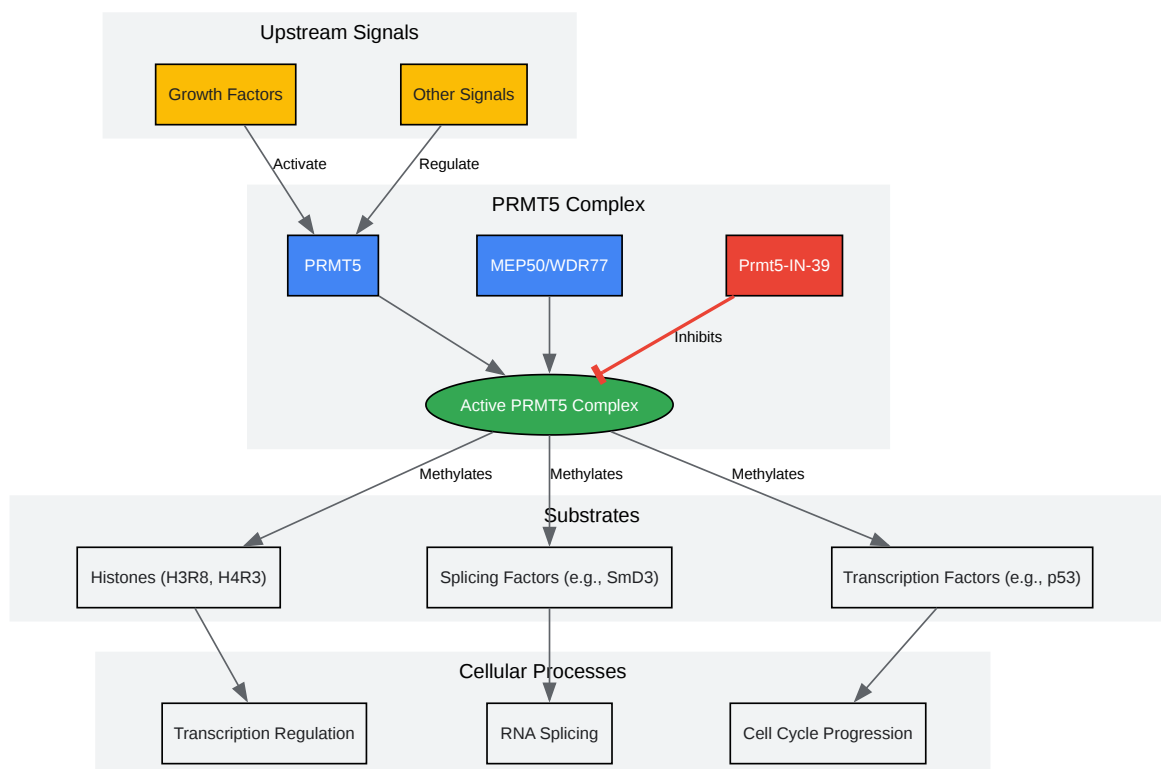 Upstream Signals
Growth Factors
Other Signals
Activate
Regulate
PRMT5 Complex
PRMT5
MEP50/WDR77
Prmt5-IN-39
Inhibits
Active PRMT5 Complex
Methylates
Methylates
Methylates
Substrates
Histones (H3R8, H4R3)
Splicing Factors (e.g., SmD3)
Transcription Factors (e.g., p53)
Cellular Processes
Transcription Regulation
RNA Splicing
Cell Cycle Progression